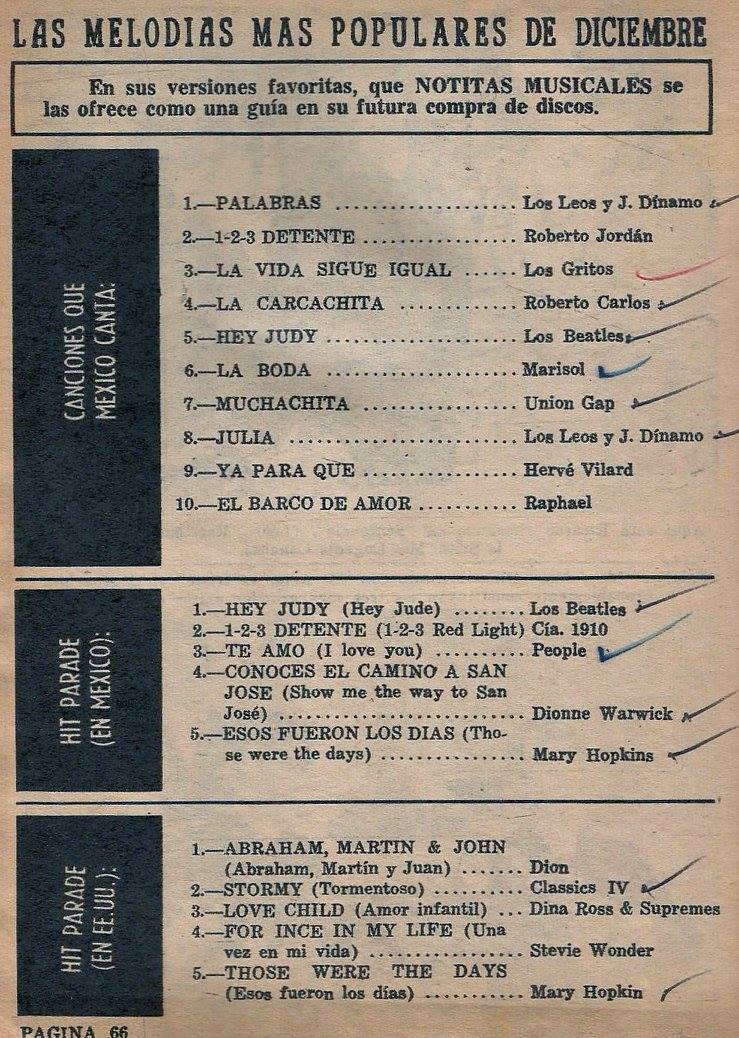 LAS MELODIAS MAS POPULARES DE DICIEMBRE
En sus versiones favoritas, que NOTITAS MUSICALES se
las ofrece como una guía en su futura compra de discos.
CANCIONES QUE
MEXICO CANTA:
1.—PALABRAS .................. Los Leos y J. Dínamo
2.—1-2-3 DETENTE ............... Roberto Jordán
3.—LA VIDA SIGUE IGUAL ...... Los Gritos
4.—LA CARCACHITA ............ Roberto Carlos
5.—HEY JUDY .................... Los Beatles
6.—LA BODA ..................... Marisol
7.—MUCHACHITA ................ Union Gap
8.—JULIA ........................ Los Leos y J. Dínamo
9.—YA PARA QUE ................ Hervé Vilard
10.—EL BARCO DE AMOR .......... Raphael
HIT PARADE
(EN MEXICO):
1.—HEY JUDY (Hey Jude) ........ Los Beatles
2.—1-2-3 DETENTE (1-2-3 Red Light) Cía. 1910
3.—TE AMO (I love you) .......... People
4.—CONOCES EL CAMINO A SAN
JOSE (Show me the way to San
José) ............................ Dionne Warwick
5.—ESOS FUERON LOS DIAS (Tho-
se were the days) ................ Mary Hopkins
HIT PARADE
(EN EE.UU.):
1.—ABRAHAM, MARTIN & JOHN
(Abraham, Martín y Juan) ....... Dion
2.—STORMY (Tormentoso) .......... Classics IV
3.—LOVE CHILD (Amor infantil) ... Dina Ross & Supremes
4.—FOR INCE IN MY LIFE (Una
vez en mi vida) .................. Stevie Wonder
5.—THOSE WERE THE DAYS
(Esos fueron los días) ........... Mary Hopkin
PAGINA 66